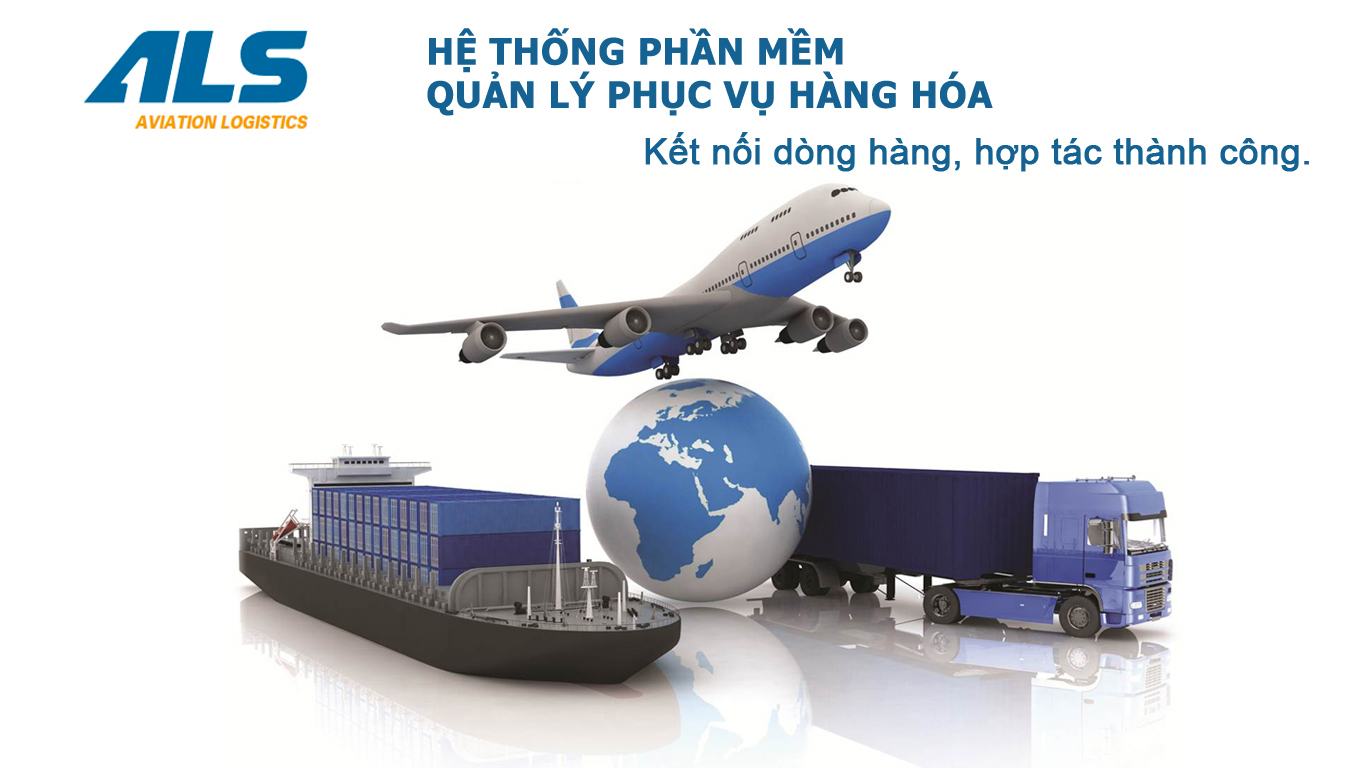 ALS
AVIATION LOGISTICS
HỆ THỐNG PHẦN MỀM
QUẢN LÝ PHỤC VỤ HÀNG HÓA
Kết nối dòng hàng, hợp tác thành công.